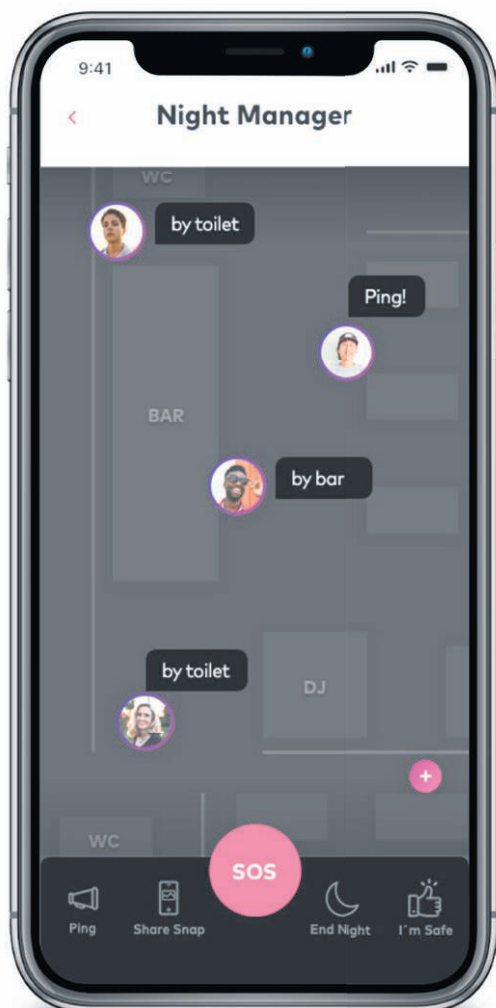 9:41
Night Manager
WC
by toilet
Ping!
BAR
by bar
by toilet
DJ
+
WC
SOS
Ping
Share Snap
End Night
I´m Safe